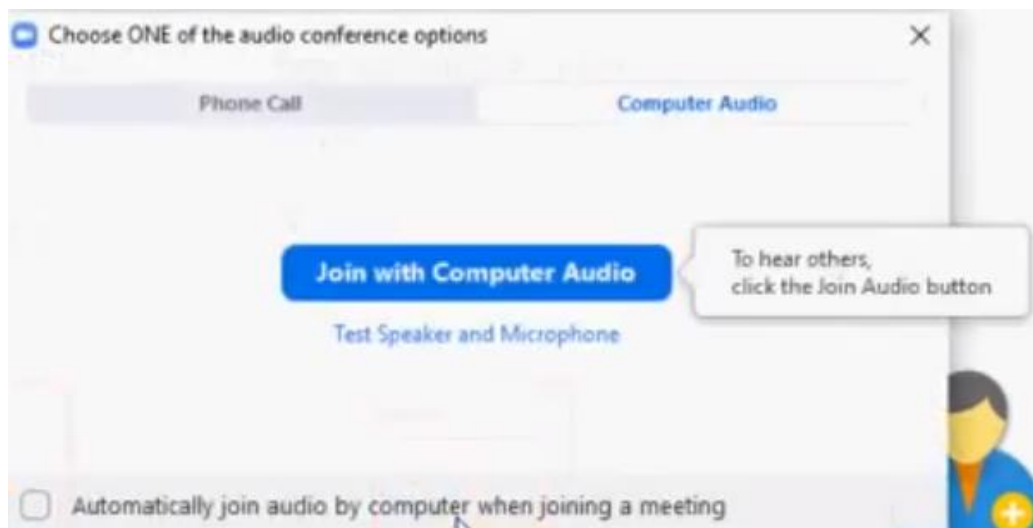 Choose ONE of the audio conference options
Phone Call
Computer Audio
Join with Computer Audio
To hear others,
click the Join Audio button
Test Speaker and Microphone
Automatically join audio by computer when joining a meeting